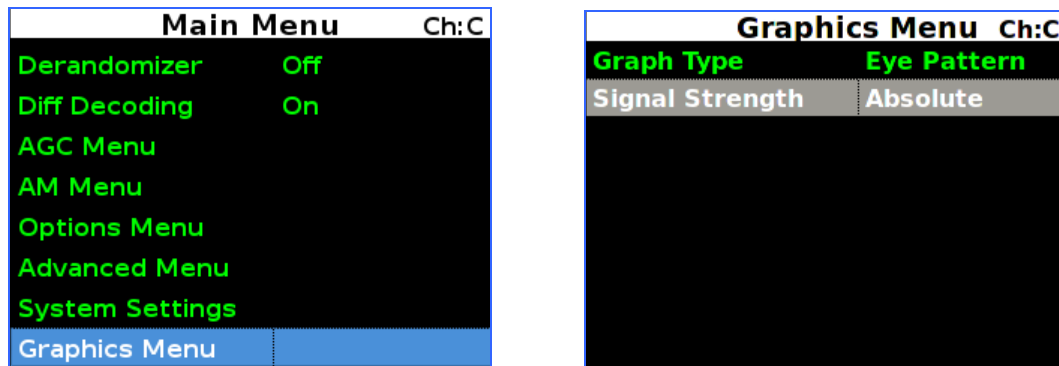 Main Menu Ch:C
Derandomizer Off
Diff Decoding On
AGC Menu
AM Menu
Options Menu
Advanced Menu
System Settings
Graphics Menu
Graphics Menu Ch:C
Graph Type Eye Pattern
Signal Strength Absolute